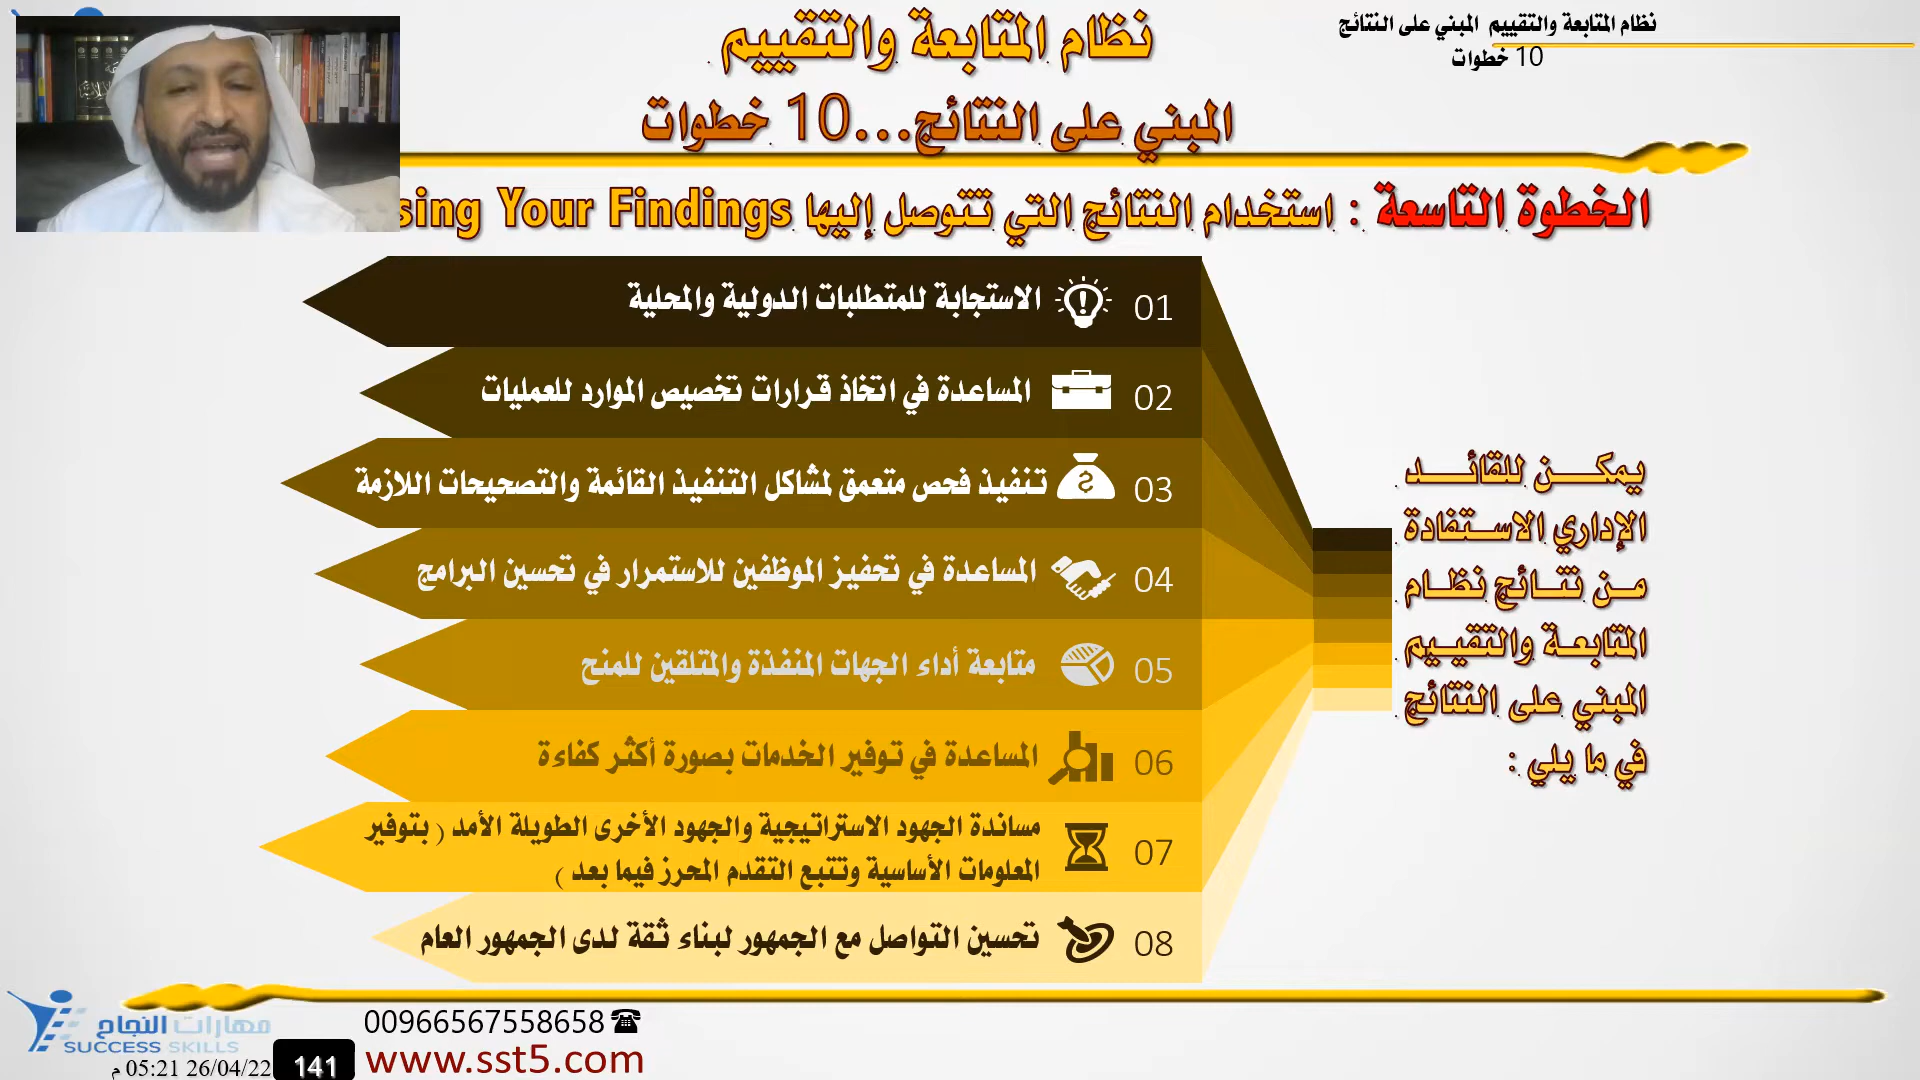 نظام المتابعة والتقييم المبني على النتائج
10 خطوات
نظام المتابعة والتقييم
المبني على النتائج...10 خطوات
الخطوة التاسعة : استخدام النتائج التي تتوصل إليها sing Your Findings
يمكن للقائد
الإداري الاستفادة
من نتائج نظام
المتابعة والتقييم
المبني على النتائج
في ما يلي :
01 الاستجابة للمتطلبات الدولية والمحلية
02 المساعدة في اتخاذ قرارات تخصيص الموارد للعمليات
03 تنفيذ فحص متعمق لمشاكل التنفيذ القائمة والتصحيحات اللازمة
04 المساعدة في تحفيز الموظفين للاستمرار في تحسين البرامج
05 متابعة أداء الجهات المنفذة والمتلقين للمنح
06 المساعدة في توفير الخدمات بصورة أكثر كفاءة
07 مساندة الجهود الاستراتيجية والجهود الأخرى الطويلة الأمد ( بتوفير
المعلومات الأساسية وتتبع التقدم المحرز فيما بعد )
08 تحسين التواصل مع الجمهور لبناء ثقة لدى الجمهور العام
00966567558658
www.sst5.com
مهارات النجاح
SUCCESS SKILLS
05:21 26/04/22 م
141